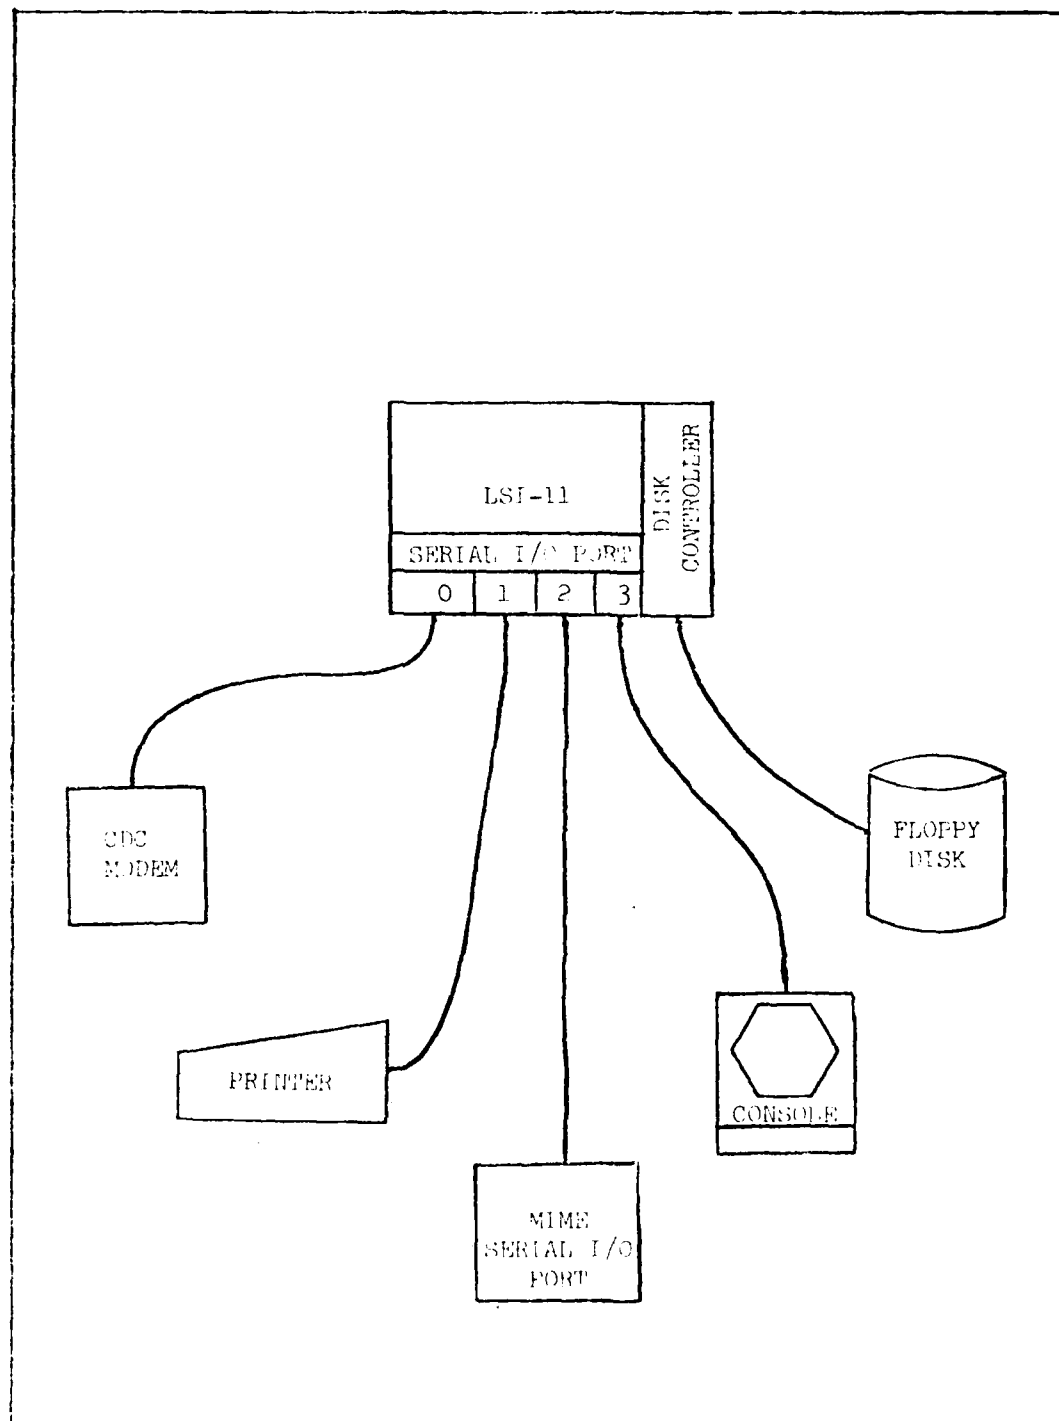 LSI-11
DISK
CONTROLLER
SERIAL I/O PORT
0 1 2 3
CDC
MODEM
FLOPPY
DISK
PRINTER
CONSOLE
MIME
SERIAL I/O
PORT